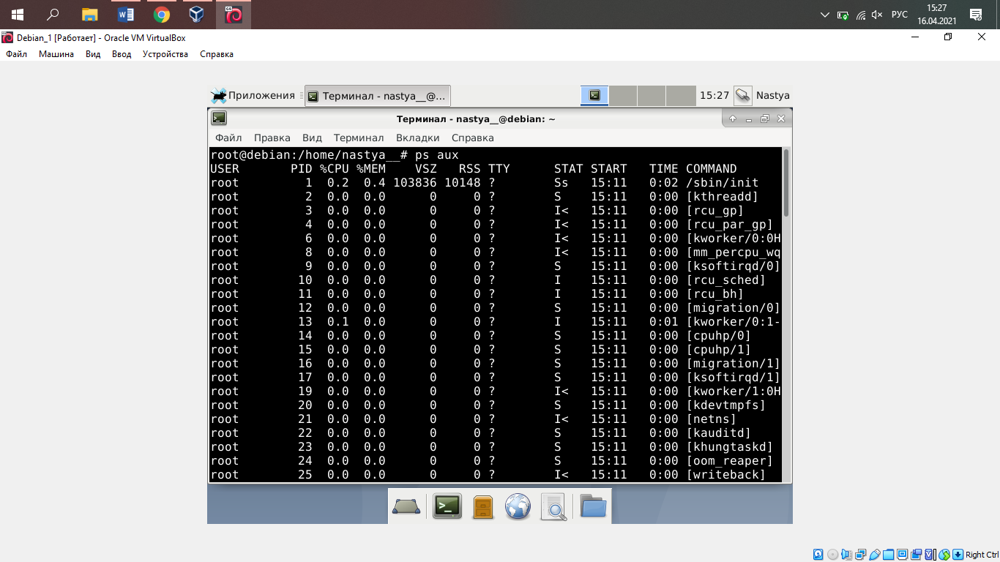 РУС
15:27
16.04.2021
Debian_1 [Работает] - Oracle VM VirtualBox
Файл Машина Вид Ввод Устройства Справка
Приложения Терминал - nastya__@... 15:27 Nastya
Терминал - nastya__@debian: ~
Файл Правка Вид Терминал Вкладки Справка
root@debian:/home/nastya__# ps aux
USER PID %CPU %MEM VSZ RSS TTY STAT START TIME COMMAND
root 1 0.2 0.4 103836 10148 ? Ss 15:11 0:02 /sbin/init
root 2 0.0 0.0 0 0 ? S 15:11 0:00 [kthreadd]
root 3 0.0 0.0 0 0 ? I< 15:11 0:00 [rcu_gp]
root 4 0.0 0.0 0 0 ? I< 15:11 0:00 [rcu_par_gp]
root 6 0.0 0.0 0 0 ? I< 15:11 0:00 [kworker/0:0H
root 8 0.0 0.0 0 0 ? I< 15:11 0:00 [mm_percpu_wq
root 9 0.0 0.0 0 0 ? S 15:11 0:00 [ksoftirqd/0]
root 10 0.0 0.0 0 0 ? I 15:11 0:00 [rcu_sched]
root 11 0.0 0.0 0 0 ? I 15:11 0:00 [rcu_bh]
root 12 0.0 0.0 0 0 ? S 15:11 0:00 [migration/0]
root 13 0.1 0.0 0 0 ? I 15:11 0:01 [kworker/0:1-
root 14 0.0 0.0 0 0 ? S 15:11 0:00 [cpuhp/0]
root 15 0.0 0.0 0 0 ? S 15:11 0:00 [cpuhp/1]
root 16 0.0 0.0 0 0 ? S 15:11 0:00 [migration/1]
root 17 0.0 0.0 0 0 ? S 15:11 0:00 [ksoftirqd/1]
root 19 0.0 0.0 0 0 ? I< 15:11 0:00 [kworker/1:0H
root 20 0.0 0.0 0 0 ? S 15:11 0:00 [kdevtmpfs]
root 21 0.0 0.0 0 0 ? I< 15:11 0:00 [netns]
root 22 0.0 0.0 0 0 ? S 15:11 0:00 [kauditd]
root 23 0.0 0.0 0 0 ? S 15:11 0:00 [khungtaskd]
root 24 0.0 0.0 0 0 ? S 15:11 0:00 [oom_reaper]
root 25 0.0 0.0 0 0 ? I< 15:11 0:00 [writeback]
Right Ctrl